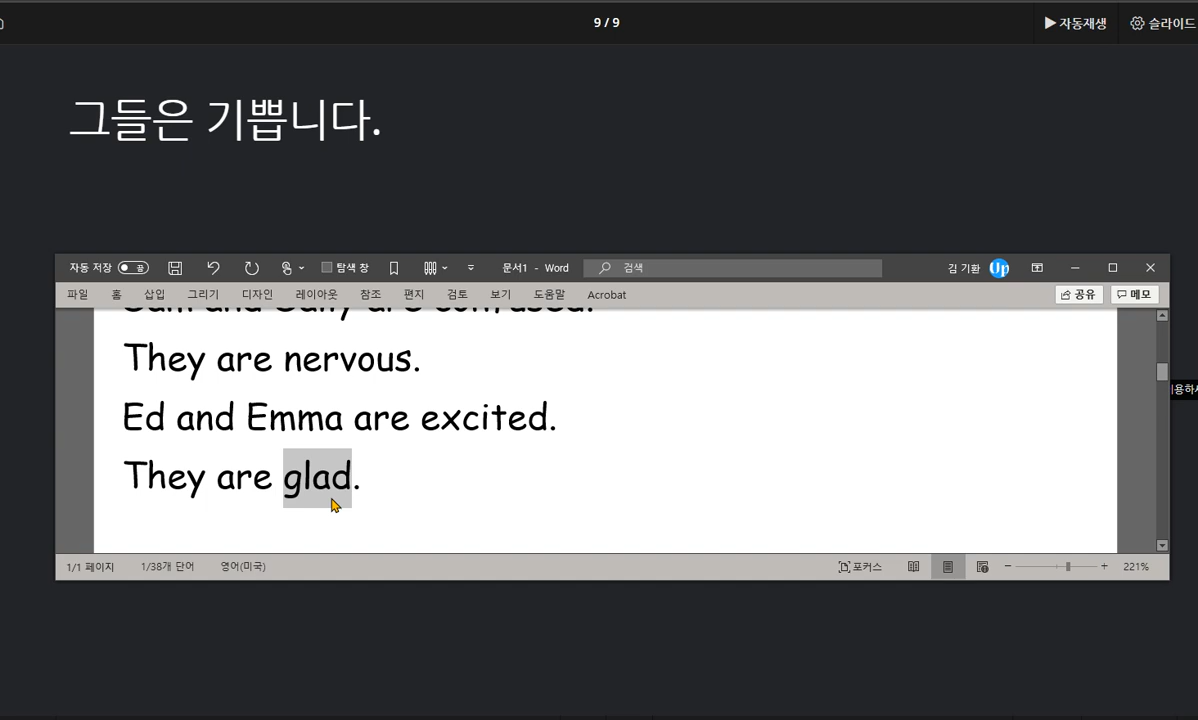 9 / 9
▶ 자동재생
슬라이드
그들은 기쁩니다.
자동 저장 끔
탐색 창
문서1 - Word
검색
김 기환 Up
파일 홈 삽입 그리기 디자인 레이아웃 참조 편지 검토 보기 도움말 Acrobat
공유 메모
They are nervous.
Ed and Emma are excited.
They are glad.
1/1 페이지 1/38개 단어 영어(미국)
포커스
221%